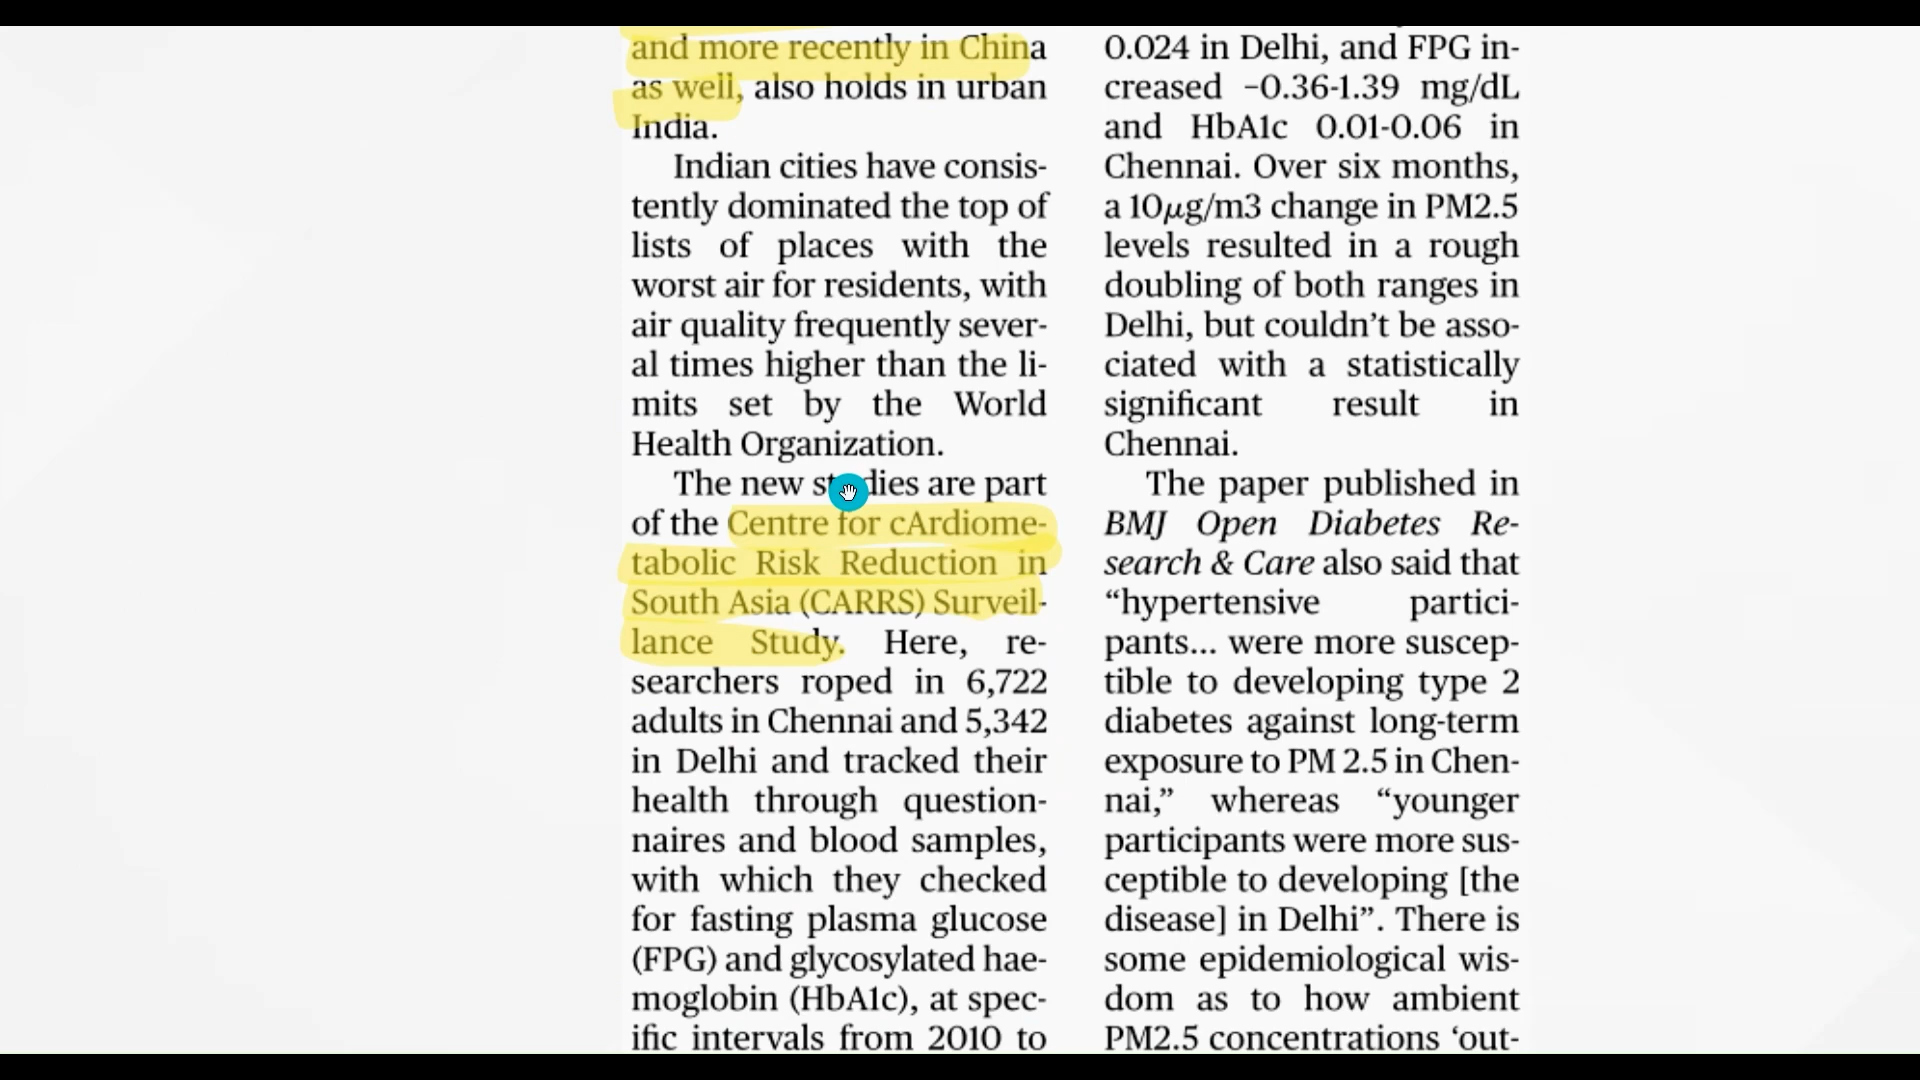 and more recently in China
as well, also holds in urban
India.
Indian cities have consis-
tently dominated the top of
lists of places with the
worst air for residents, with
air quality frequently sever-
al times higher than the li-
mits set by the World
Health Organization.
The new studies are part
of the Centre for cArdiome-
tabolic Risk Reduction in
South Asia (CARRS) Surveil-
lance Study. Here, re-
searchers roped in 6,722
adults in Chennai and 5,342
in Delhi and tracked their
health through question-
naires and blood samples,
with which they checked
for fasting plasma glucose
(FPG) and glycosylated hae-
moglobin (HbA1c), at spec-
ific intervals from 2010 to
0.024 in Delhi, and FPG in-
creased –0.36-1.39 mg/dL
and HbA1c 0.01-0.06 in
Chennai. Over six months,
a 10μg/m3 change in PM2.5
levels resulted in a rough
doubling of both ranges in
Delhi, but couldn’t be asso-
ciated with a statistically
significant result in
Chennai.
The paper published in
BMJ Open Diabetes Re-
search & Care also said that
“hypertensive partici-
pants... were more suscep-
tible to developing type 2
diabetes against long-term
exposure to PM 2.5 in Chen-
nai,” whereas “younger
participants were more sus-
ceptible to developing [the
disease] in Delhi”. There is
some epidemiological wis-
dom as to how ambient
PM2.5 concentrations ‘out-